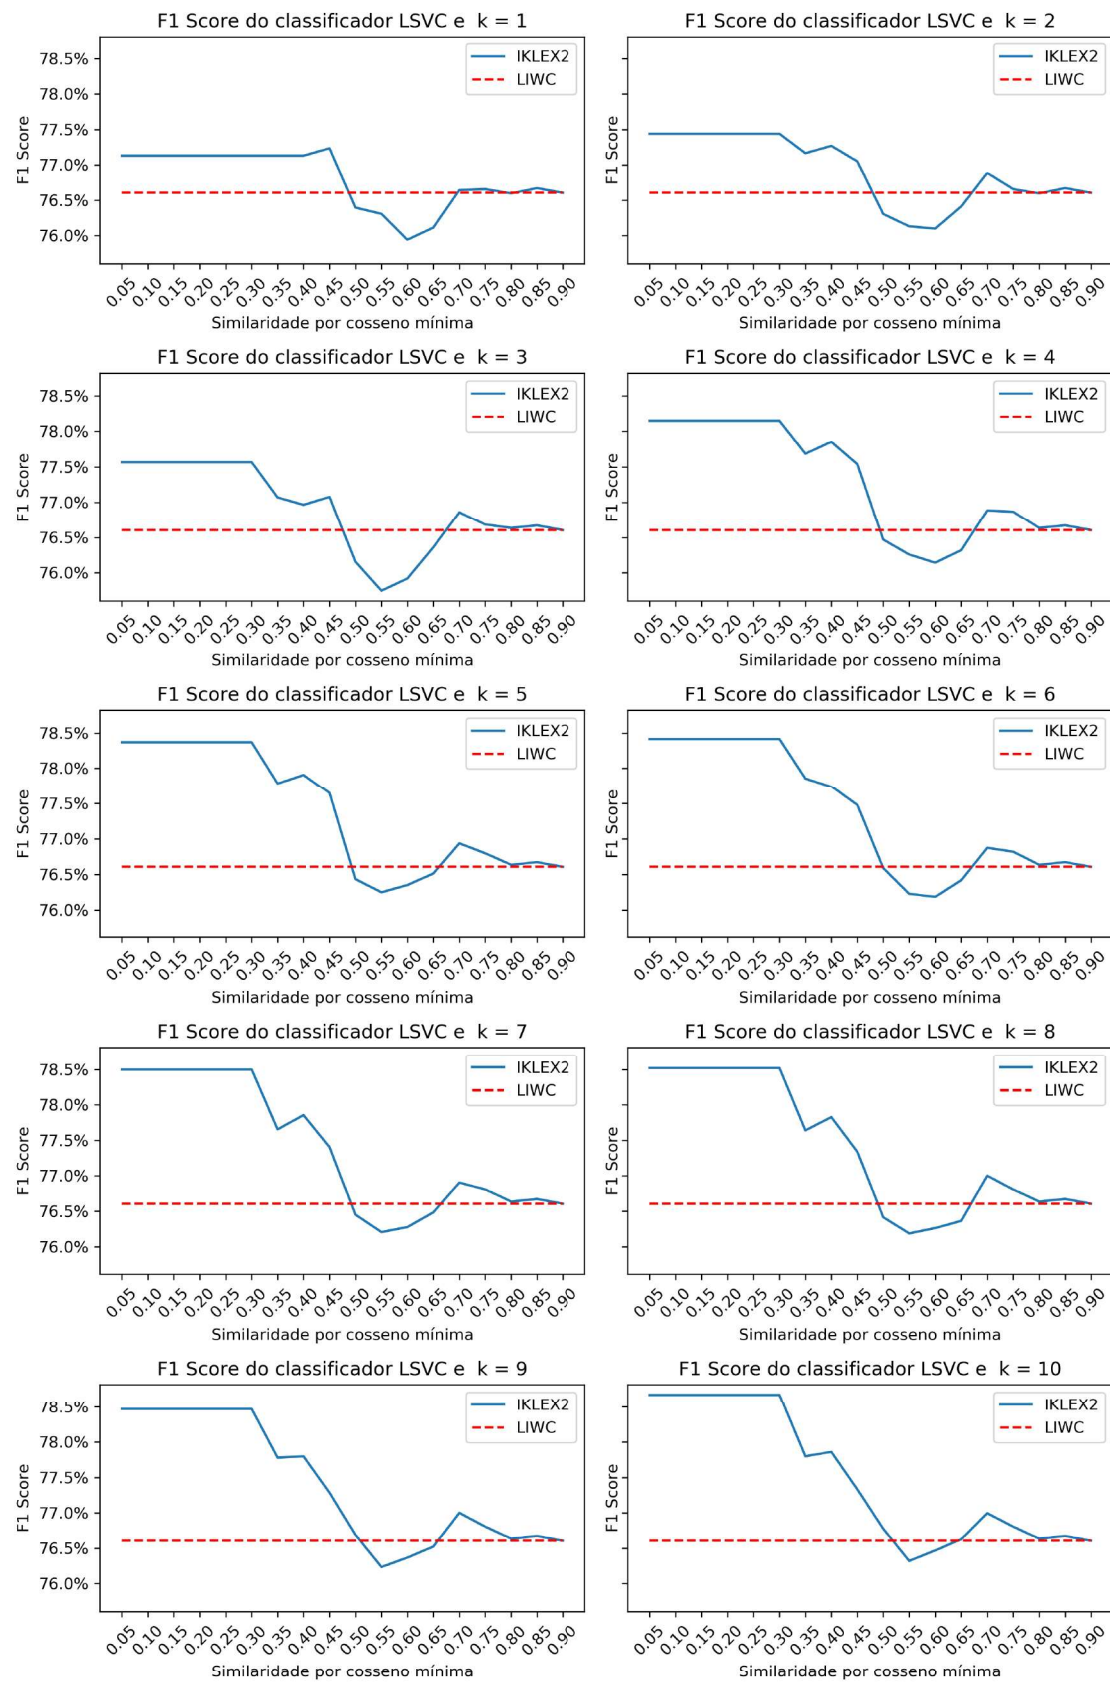 F1 Score do classificador LSVC e k = 1
F1 Score
78.5%
78.0%
77.5%
77.0%
76.5%
76.0%
IKLEX2
LIWC
0.05 0.10 0.15 0.20 0.25 0.30 0.35 0.40 0.45 0.50 0.55 0.60 0.65 0.70 0.75 0.80 0.85 0.90
Similaridade por cosseno mínima
F1 Score do classificador LSVC e k = 2
F1 Score
IKLEX2
LIWC
0.05 0.10 0.15 0.20 0.25 0.30 0.35 0.40 0.45 0.50 0.55 0.60 0.65 0.70 0.75 0.80 0.85 0.90
Similaridade por cosseno mínima
F1 Score do classificador LSVC e k = 3
F1 Score
78.5%
78.0%
77.5%
77.0%
76.5%
76.0%
IKLEX2
LIWC
0.05 0.10 0.15 0.20 0.25 0.30 0.35 0.40 0.45 0.50 0.55 0.60 0.65 0.70 0.75 0.80 0.85 0.90
Similaridade por cosseno mínima
F1 Score do classificador LSVC e k = 4
F1 Score
IKLEX2
LIWC
0.05 0.10 0.15 0.20 0.25 0.30 0.35 0.40 0.45 0.50 0.55 0.60 0.65 0.70 0.75 0.80 0.85 0.90
Similaridade por cosseno mínima
F1 Score do classificador LSVC e k = 5
F1 Score
78.5%
78.0%
77.5%
77.0%
76.5%
76.0%
IKLEX2
LIWC
0.05 0.10 0.15 0.20 0.25 0.30 0.35 0.40 0.45 0.50 0.55 0.60 0.65 0.70 0.75 0.80 0.85 0.90
Similaridade por cosseno mínima
F1 Score do classificador LSVC e k = 6
F1 Score
IKLEX2
LIWC
0.05 0.10 0.15 0.20 0.25 0.30 0.35 0.40 0.45 0.50 0.55 0.60 0.65 0.70 0.75 0.80 0.85 0.90
Similaridade por cosseno mínima
F1 Score do classificador LSVC e k = 7
F1 Score
78.5%
78.0%
77.5%
77.0%
76.5%
76.0%
IKLEX2
LIWC
0.05 0.10 0.15 0.20 0.25 0.30 0.35 0.40 0.45 0.50 0.55 0.60 0.65 0.70 0.75 0.80 0.85 0.90
Similaridade por cosseno mínima
F1 Score do classificador LSVC e k = 8
F1 Score
IKLEX2
LIWC
0.05 0.10 0.15 0.20 0.25 0.30 0.35 0.40 0.45 0.50 0.55 0.60 0.65 0.70 0.75 0.80 0.85 0.90
Similaridade por cosseno mínima
F1 Score do classificador LSVC e k = 9
F1 Score
78.5%
78.0%
77.5%
77.0%
76.5%
76.0%
IKLEX2
LIWC
0.05 0.10 0.15 0.20 0.25 0.30 0.35 0.40 0.45 0.50 0.55 0.60 0.65 0.70 0.75 0.80 0.85 0.90
Similaridade por cosseno mínima
F1 Score do classificador LSVC e k = 10
F1 Score
IKLEX2
LIWC
0.05 0.10 0.15 0.20 0.25 0.30 0.35 0.40 0.45 0.50 0.55 0.60 0.65 0.70 0.75 0.80 0.85 0.90
Similaridade por cosseno mínima